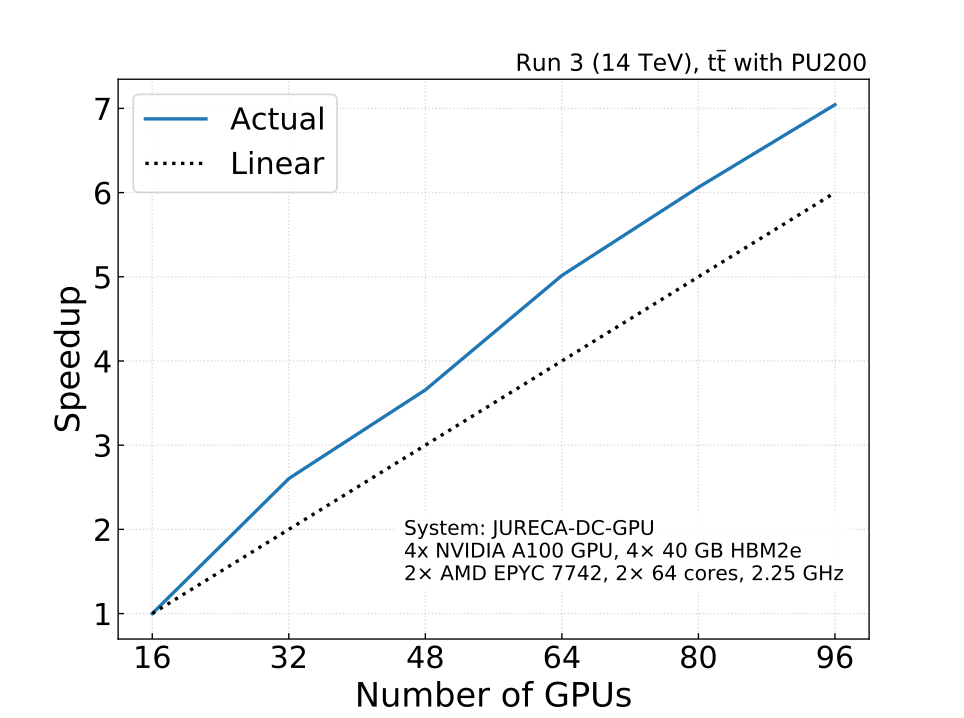 Run 3 (14 TeV), tt̄ with PU200
7
6
5
4
3
2
1
Speedup
Actual
Linear
System: JURECA-DC-GPU
4x NVIDIA A100 GPU, 4× 40 GB HBM2e
2× AMD EPYC 7742, 2× 64 cores, 2.25 GHz
16 32 48 64 80 96
Number of GPUs